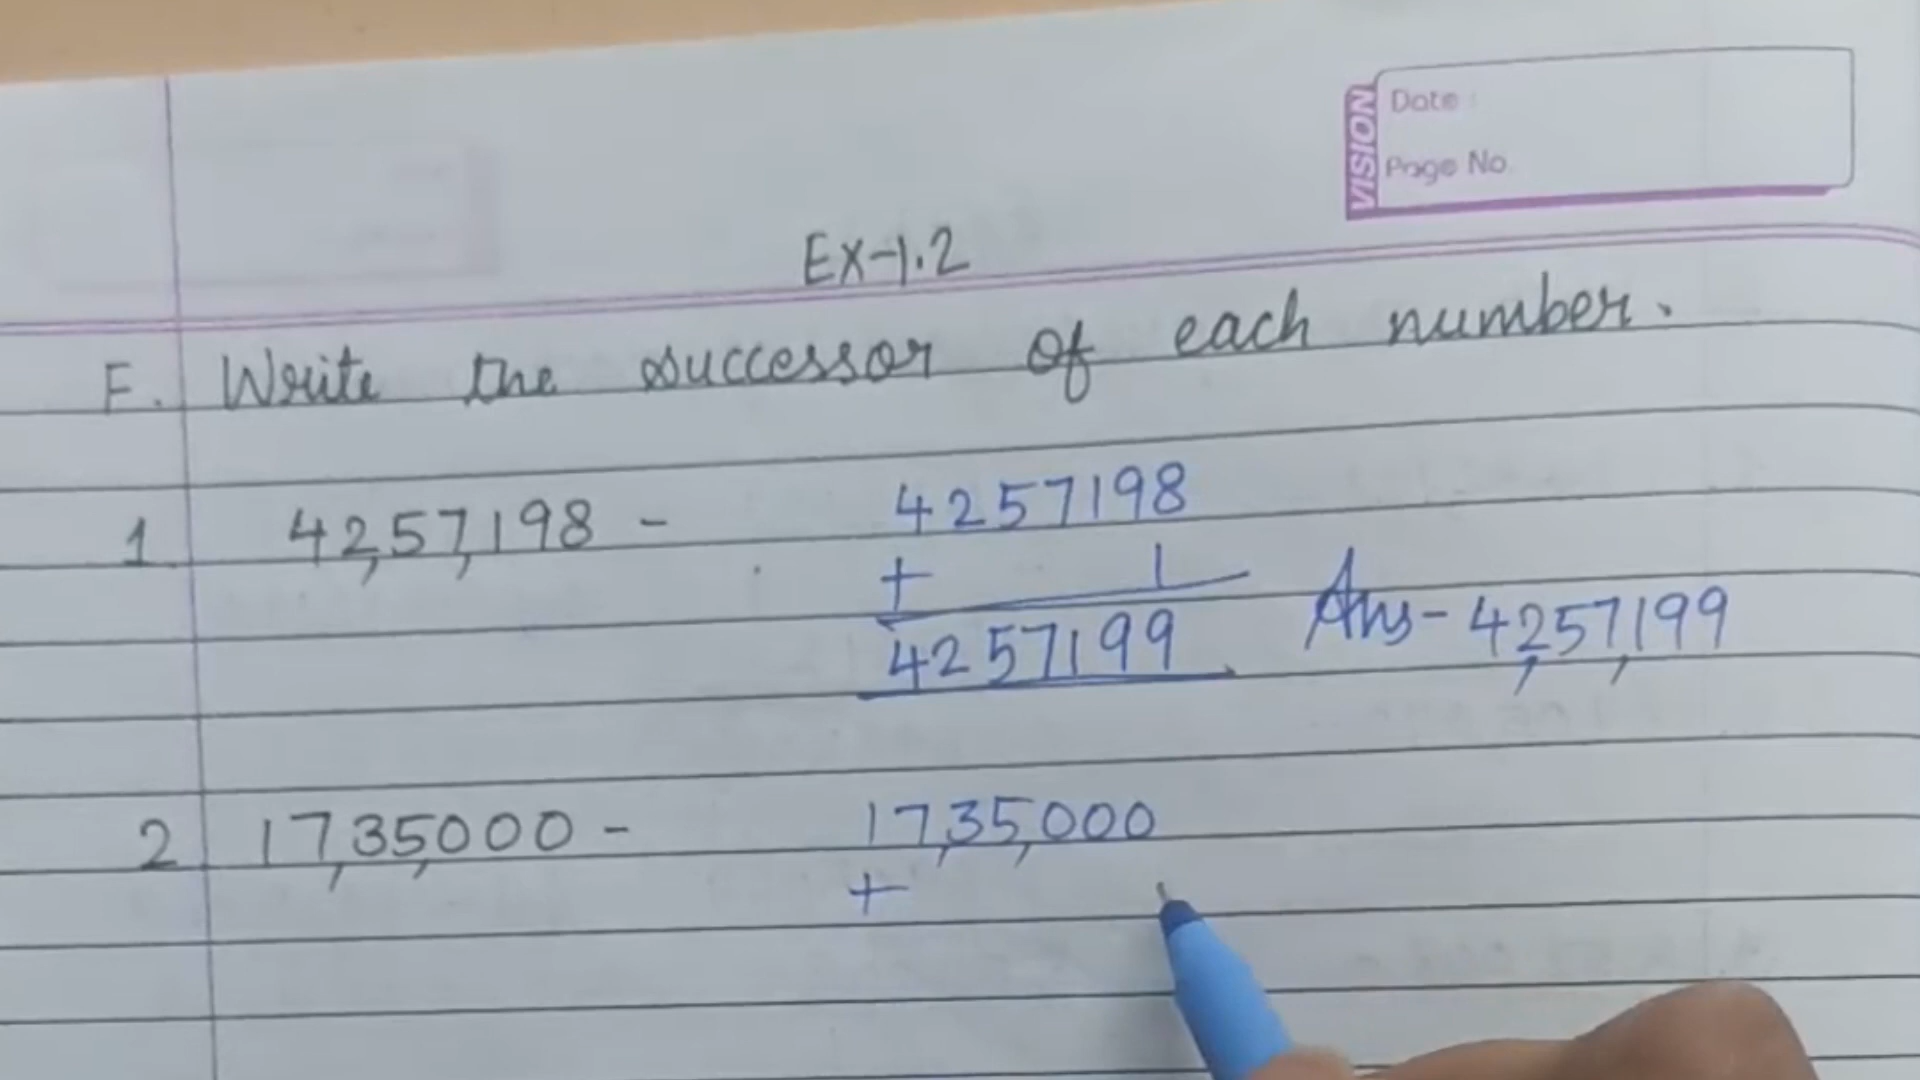 VISION
Date :
Page No.
Ex-1.2
F. Write the successor of each number.
1 42,57,198 - 4257198
+ 1
4257199 Ans- 42,57,199
2 17,35,000 - 17,35,000
+